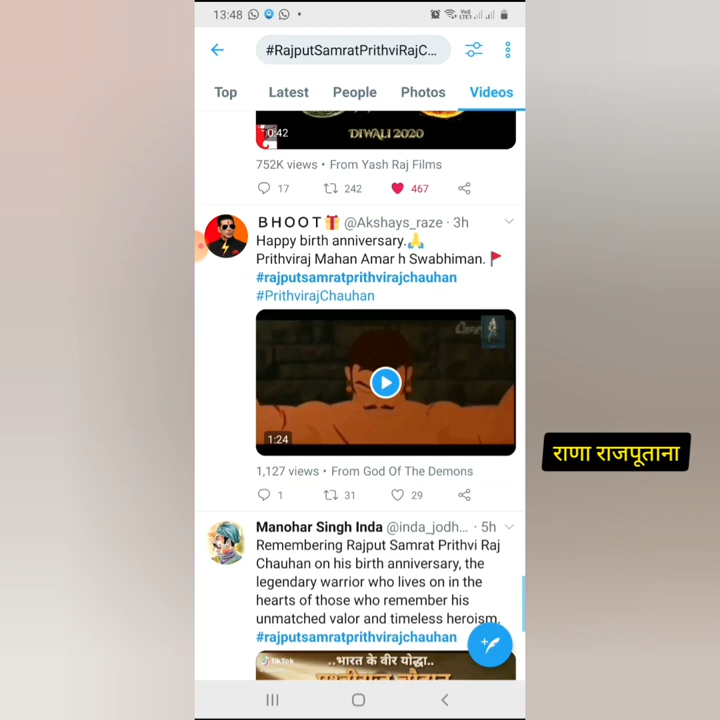 13:48
#RajputSamratPrithviRajC...
Top Latest People Photos Videos
0:42
DIWALI 2020
752K views • From Yash Raj Films
17 242 467
BHOOT @Akshays_raze · 3h
Happy birth anniversary.
Prithviraj Mahan Amar h Swabhiman.
#rajputsamratprithvirajchauhan
#PrithvirajChauhan
1:24
1,127 views • From God Of The Demons
1 31 29
राणा राजपूताना
Manohar Singh Inda @inda_jodh... · 5h
Remembering Rajput Samrat Prithvi Raj
Chauhan on his birth anniversary, the
legendary warrior who lives on in the
hearts of those who remember his
unmatched valor and timeless heroism.
#rajputsamratprithvirajchauhan
TikTok
..भारत के वीर योद्धा..